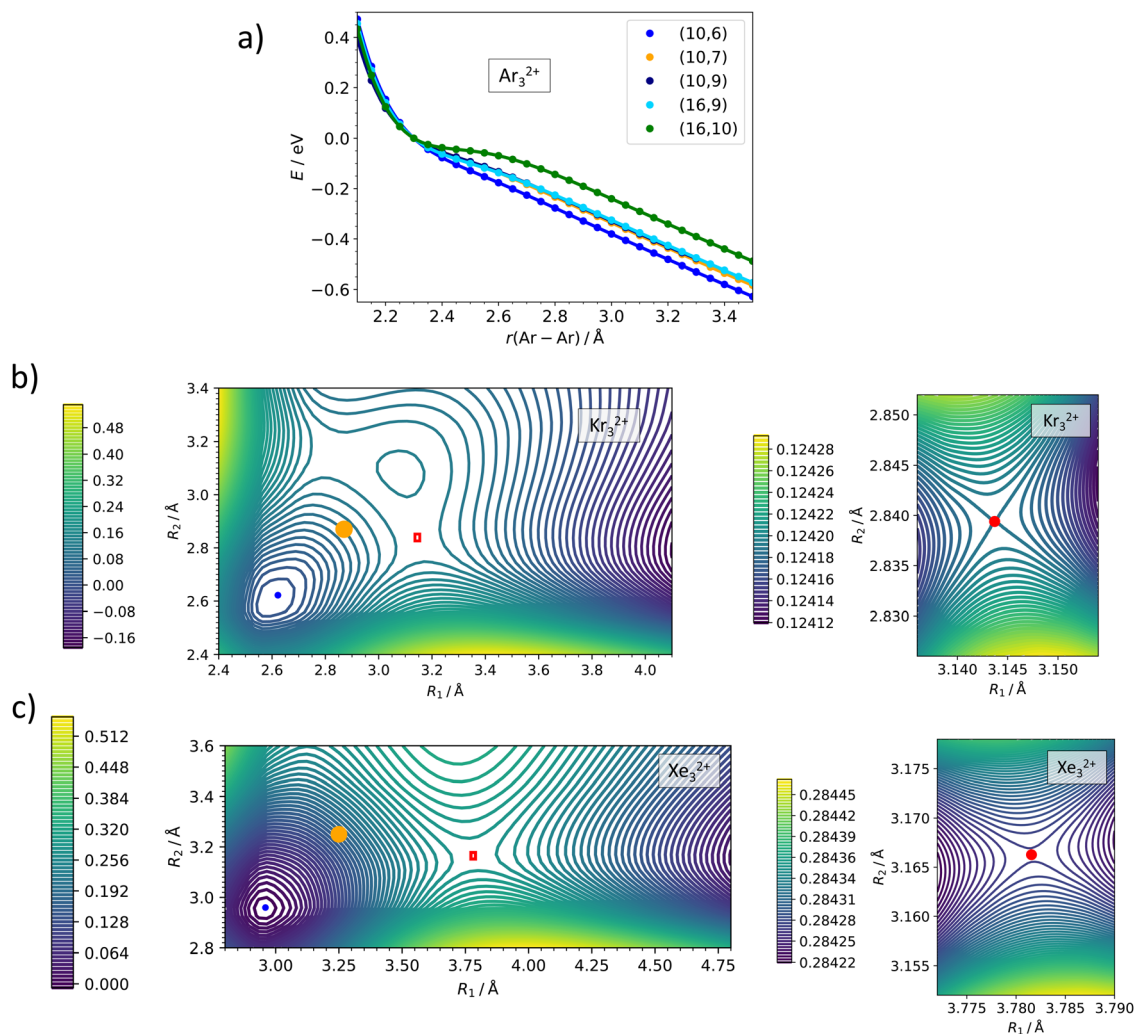 a)
0.4
0.2
0.0
−0.2
−0.4
−0.6
E / eV
Ar₃²⁺
(10,6)
(10,7)
(10,9)
(16,9)
(16,10)
2.2 2.4 2.6 2.8 3.0 3.2 3.4
r(Ar − Ar) / Å
b)
0.48
0.40
0.32
0.24
0.16
0.08
0.00
−0.08
−0.16
3.4
3.2
3.0
2.8
2.6
2.4
R₂ / Å
Kr₃²⁺
2.4 2.6 2.8 3.0 3.2 3.4 3.6 3.8 4.0
R₁ / Å
0.12428
0.12426
0.12424
0.12422
0.12420
0.12418
0.12416
0.12414
0.12412
2.850
2.845
2.840
2.835
2.830
R₂ / Å
Kr₃²⁺
3.140 3.145 3.150
R₁ / Å
c)
0.512
0.448
0.384
0.320
0.256
0.192
0.128
0.064
0.000
3.6
3.4
3.2
3.0
2.8
R₂ / Å
Xe₃²⁺
3.00 3.25 3.50 3.75 4.00 4.25 4.50 4.75
R₁ / Å
0.28445
0.28442
0.28439
0.28436
0.28434
0.28431
0.28428
0.28425
0.28422
3.175
3.170
3.165
3.160
3.155
R₂ / Å
Xe₃²⁺
3.775 3.780 3.785 3.790
R₁ / Å